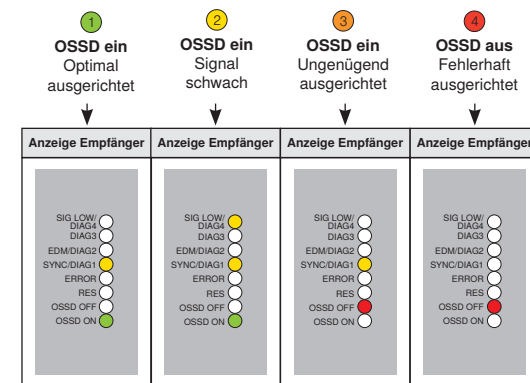 1
OSSD ein
Optimal
ausgerichtet
2
OSSD ein
Signal
schwach
3
OSSD ein
Ungenügend
ausgerichtet
4
OSSD aus
Fehlerhaft
ausgerichtet
Anzeige Empfänger
Anzeige Empfänger
Anzeige Empfänger
Anzeige Empfänger
SIG LOW/
DIAG4
DIAG3
EDM/DIAG2
SYNC/DIAG1
ERROR
RES
OSSD OFF
OSSD ON
SIG LOW/
DIAG4
DIAG3
EDM/DIAG2
SYNC/DIAG1
ERROR
RES
OSSD OFF
OSSD ON
SIG LOW/
DIAG4
DIAG3
EDM/DIAG2
SYNC/DIAG1
ERROR
RES
OSSD OFF
OSSD ON
SIG LOW/
DIAG4
DIAG3
EDM/DIAG2
SYNC/DIAG1
ERROR
RES
OSSD OFF
OSSD ON